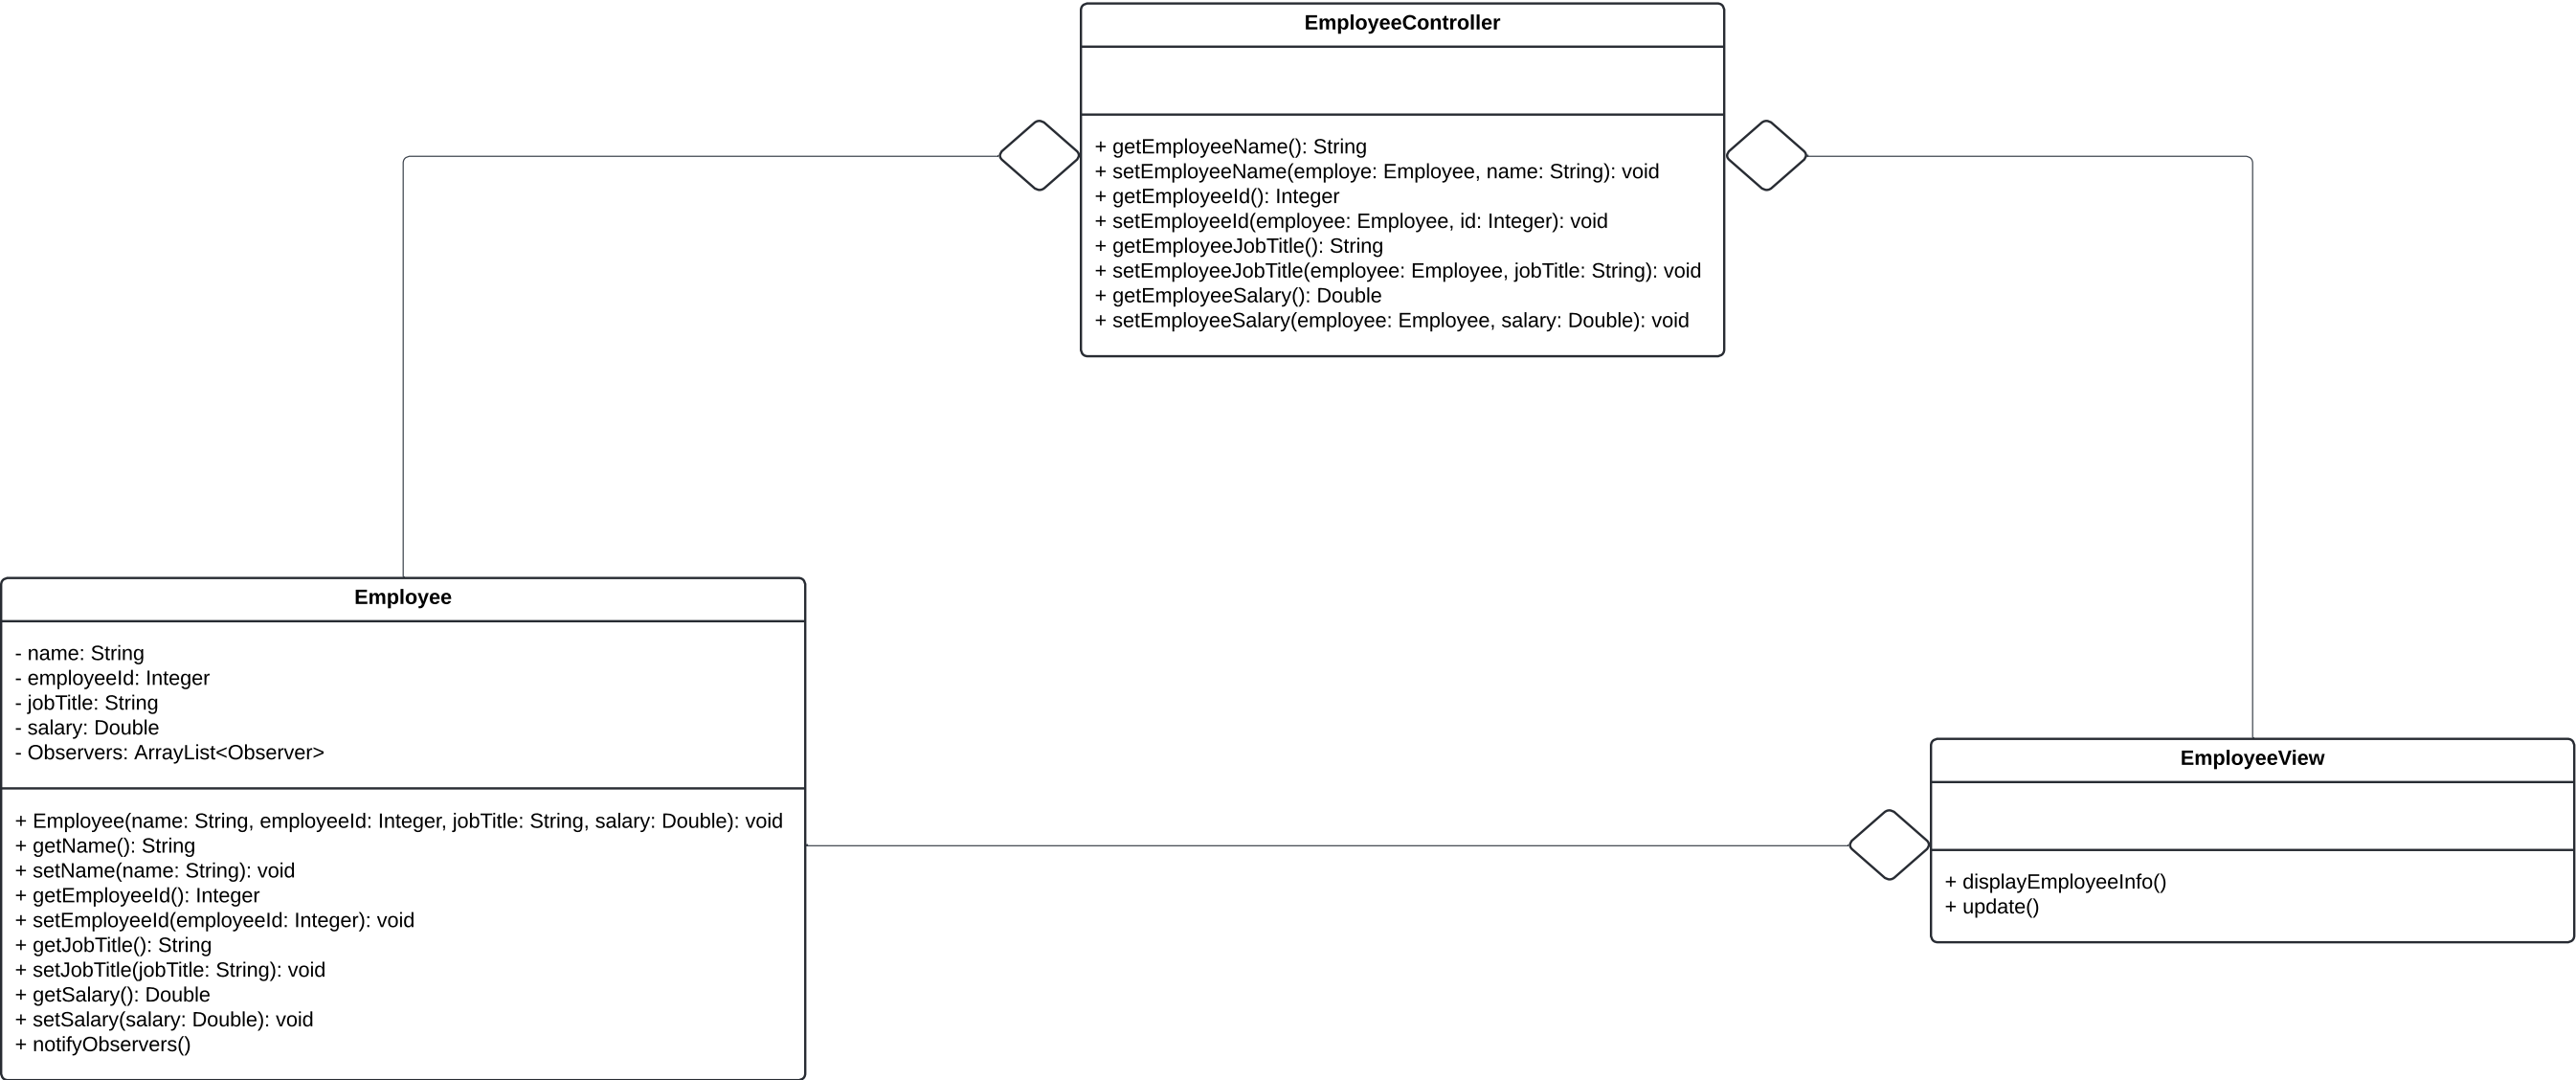 EmployeeController
+ getEmployeeName(): String
+ setEmployeeName(employe: Employee, name: String): void
+ getEmployeeId(): Integer
+ setEmployeeId(employee: Employee, id: Integer): void
+ getEmployeeJobTitle(): String
+ setEmployeeJobTitle(employee: Employee, jobTitle: String): void
+ getEmployeeSalary(): Double
+ setEmployeeSalary(employee: Employee, salary: Double): void
Employee
- name: String
- employeeId: Integer
- jobTitle: String
- salary: Double
- Observers: ArrayList<Observer>
+ Employee(name: String, employeeId: Integer, jobTitle: String, salary: Double): void
+ getName(): String
+ setName(name: String): void
+ getEmployeeId(): Integer
+ setEmployeeId(employeeId: Integer): void
+ getJobTitle(): String
+ setJobTitle(jobTitle: String): void
+ getSalary(): Double
+ setSalary(salary: Double): void
+ notifyObservers()
EmployeeView
+ displayEmployeeInfo()
+ update()